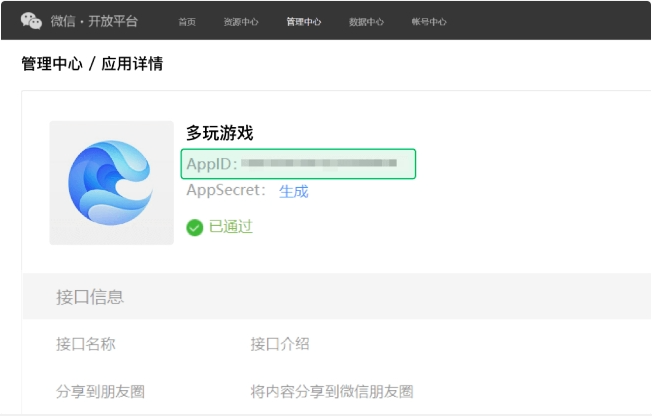 微信·开放平台 首页 资源中心 管理中心 数据中心 帐号中心
管理中心 / 应用详情
多玩游戏
AppID：
AppSecret： 生成
已通过
接口信息
接口名称 接口介绍
分享到朋友圈 将内容分享到微信朋友圈